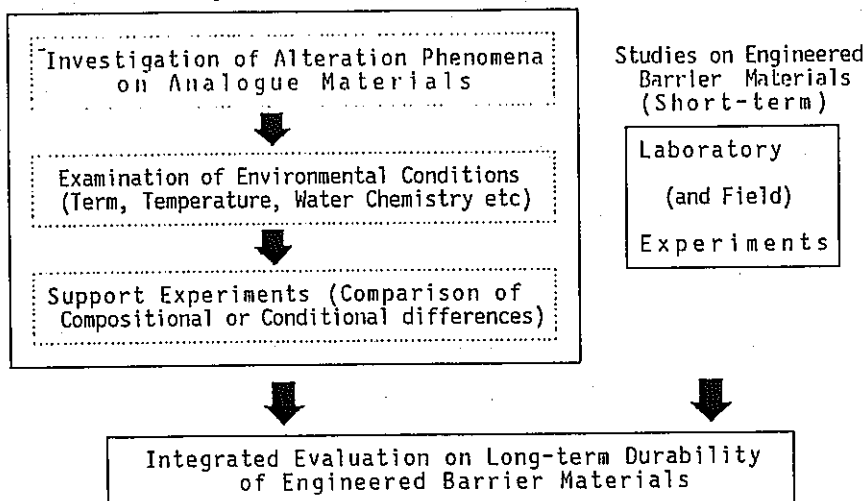 Investigation of Alteration Phenomena
on Analogue Materials
Examination of Environmental Conditions
(Term, Temperature, Water Chemistry etc)
Support Experiments (Comparison of
Compositional or Conditional differences)
Studies on Engineered
Barrier Materials
(Short-term)
Laboratory
(and Field)
Experiments
Integrated Evaluation on Long-term Durability
of Engineered Barrier Materials